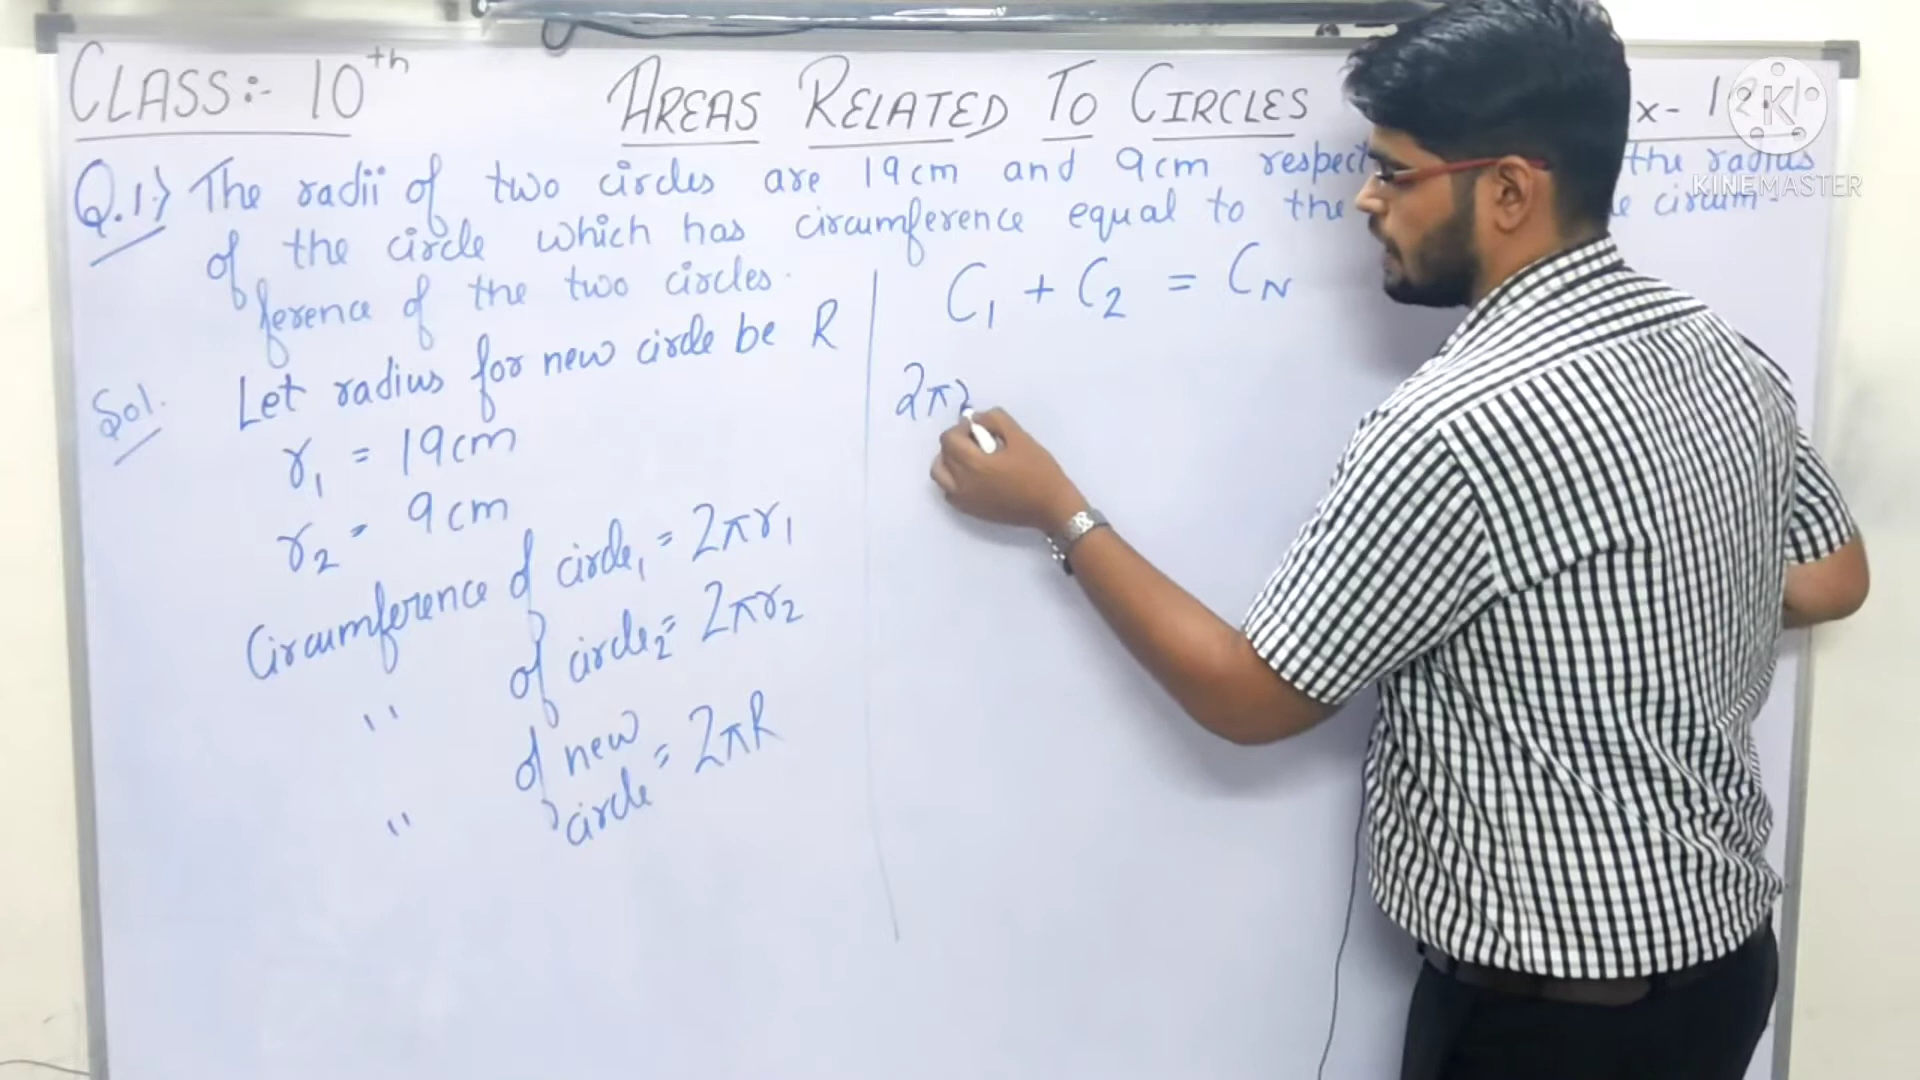 CLASS:- 10th
AREAS RELATED TO CIRCLES
x- 12.1
KINEMASTER
Q.1) The radii of two circles are 19cm and 9cm respect the radius
of the circle which has circumference equal to the circum-
ference of the two circles.
Sol. Let radius for new circle be R
r1 = 19cm
r2 = 9cm
Circumference of circle1 = 2πr1
" of circle2 = 2πr2
" of new circle = 2πR
C1 + C2 = CN
2π